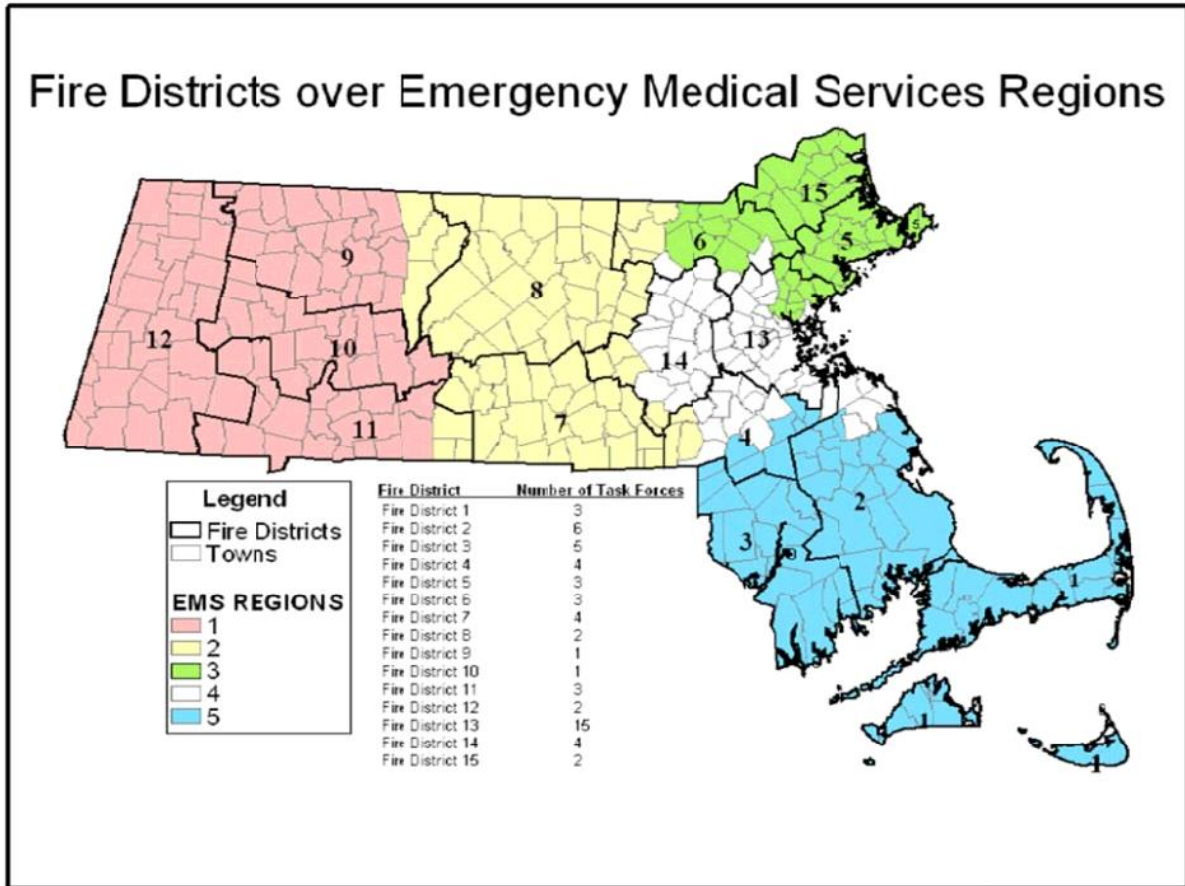 Fire Districts over Emergency Medical Services Regions
15
6
5
5
9
8
12
10
13
14
7
11
4
2
3
1
1
1
Legend
Fire Districts
Towns
EMS REGIONS
1
2
3
4
5
Fire District Number of Task Forces
Fire District 1 3
Fire District 2 6
Fire District 3 5
Fire District 4 4
Fire District 5 3
Fire District 6 3
Fire District 7 4
Fire District 8 2
Fire District 9 1
Fire District 10 1
Fire District 11 3
Fire District 12 2
Fire District 13 15
Fire District 14 4
Fire District 15 2